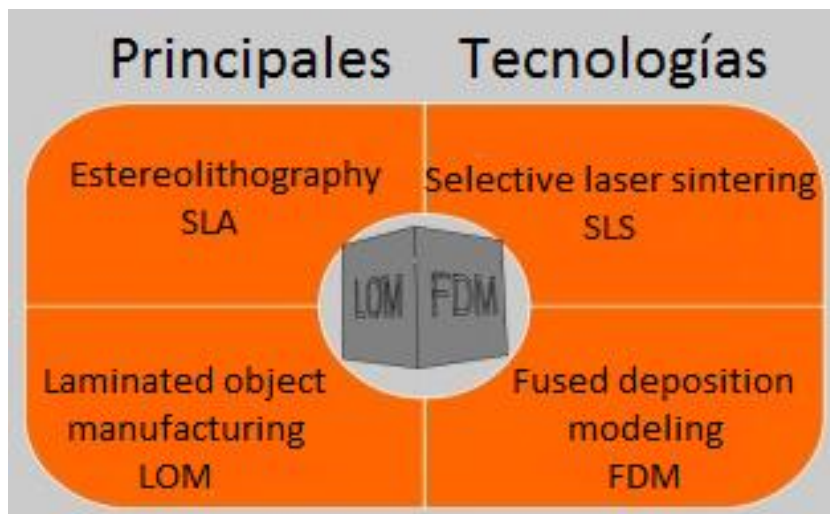 Principales Tecnologías
Estereolithography
SLA
Selective laser sintering
SLS
LOM FDM
Laminated object
manufacturing
LOM
Fused deposition
modeling
FDM